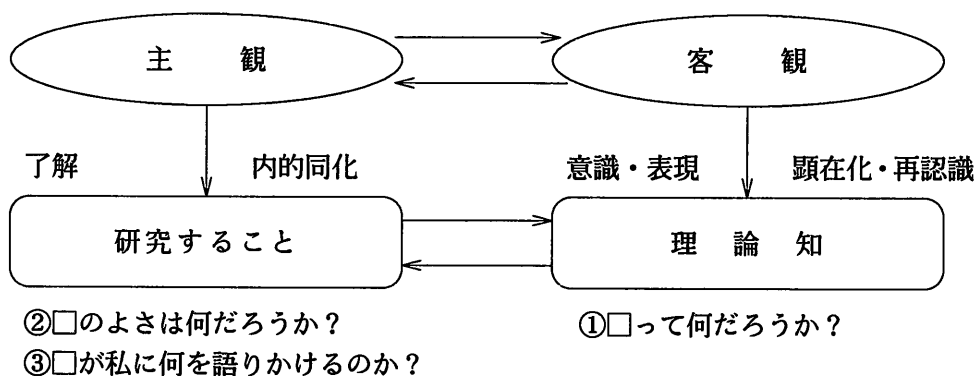 主観
客観
了解
内的同化
意識・表現
顕在化・再認識
研究すること
理論知
②□のよさは何だろうか?
①□って何だろうか?
③□が私に何を語りかけるのか?